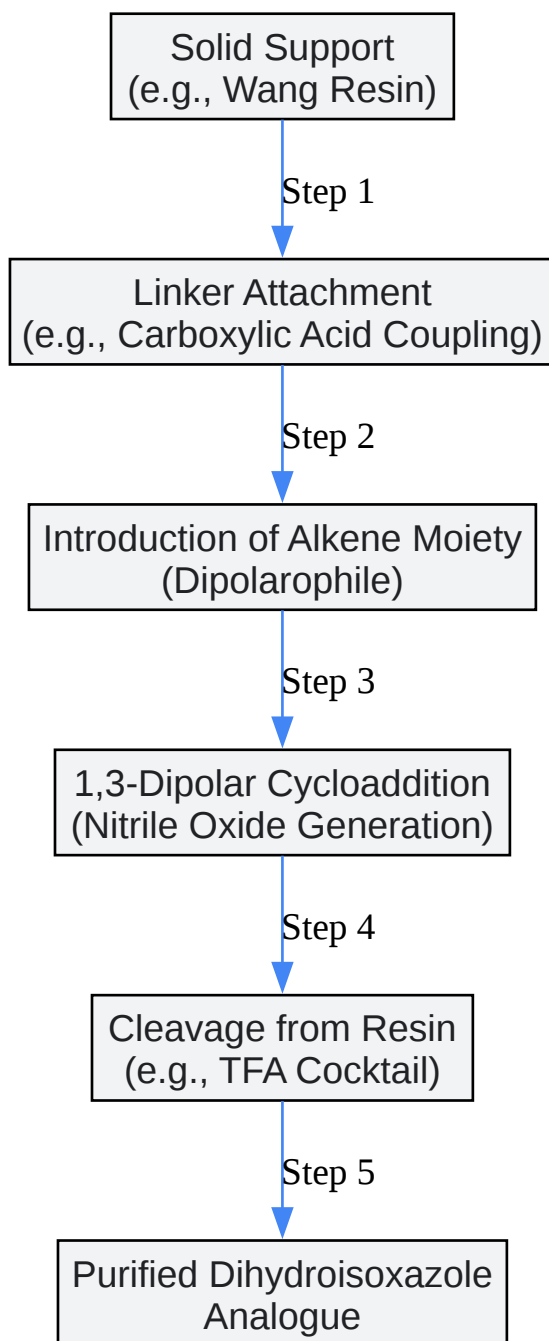 Solid Support
(e.g., Wang Resin)
Step 1
Linker Attachment
(e.g., Carboxylic Acid Coupling)
Step 2
Introduction of Alkene Moiety
(Dipolarophile)
Step 3
1,3-Dipolar Cycloaddition
(Nitrile Oxide Generation)
Step 4
Cleavage from Resin
(e.g., TFA Cocktail)
Step 5
Purified Dihydroisoxazole
Analogue